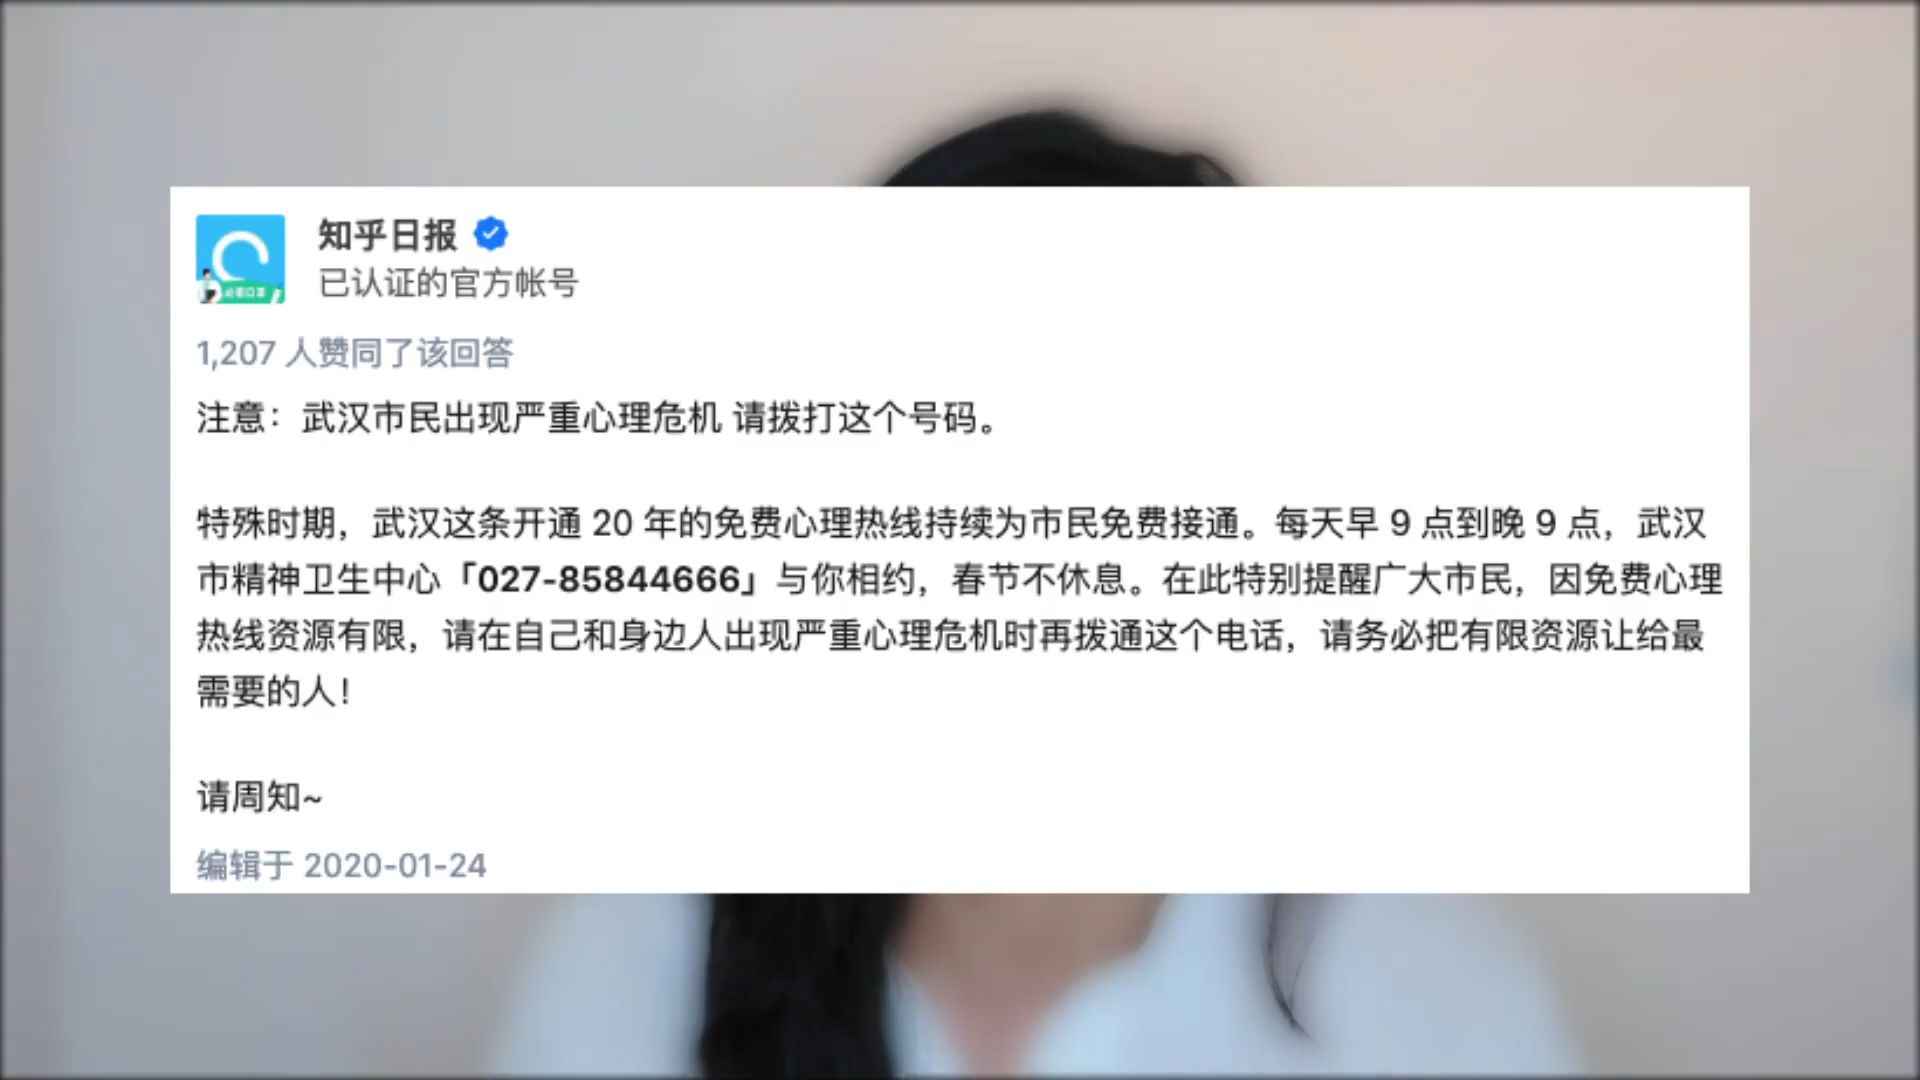 知乎日报
已认证的官方帐号
1,207 人赞同了该回答
注意：武汉市民出现严重心理危机 请拨打这个号码。
特殊时期，武汉这条开通 20 年的免费心理热线持续为市民免费接通。每天早 9 点到晚 9 点，武汉
市精神卫生中心「027-85844666」与你相约，春节不休息。在此特别提醒广大市民，因免费心理
热线资源有限，请在自己和身边人出现严重心理危机时再拨通这个电话，请务必把有限资源让给最
需要的人！
请周知~
编辑于 2020-01-24